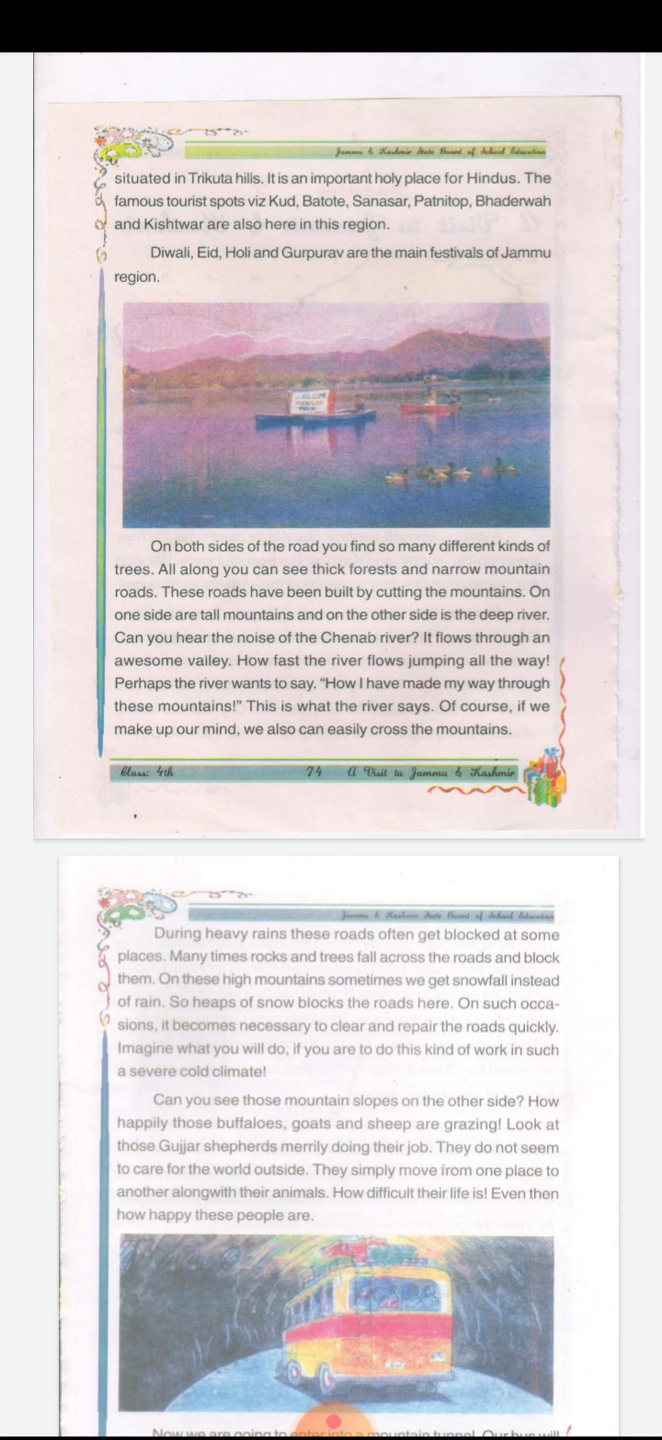 Jammu & Kashmir State Board of School Education
situated in Trikuta hills. It is an important holy place for Hindus. The
famous tourist spots viz Kud, Batote, Sanasar, Patnitop, Bhaderwah
and Kishtwar are also here in this region.
Diwali, Eid, Holi and Gurpurav are the main festivals of Jammu
region.
On both sides of the road you find so many different kinds of
trees. All along you can see thick forests and narrow mountain
roads. These roads have been built by cutting the mountains. On
one side are tall mountains and on the other side is the deep river.
Can you hear the noise of the Chenab river? It flows through an
awesome vailey. How fast the river flows jumping all the way!
Perhaps the river wants to say. “How I have made my way through
these mountains!” This is what the river says. Of course, if we
make up our mind, we also can easily cross the mountains.
Class: 4th 74 A Visit to Jammu & Kashmir
Jammu & Kashmir State Board of School Education
During heavy rains these roads often get blocked at some
places. Many times rocks and trees fall across the roads and block
them. On these high mountains sometimes we get snowfall instead
of rain. So heaps of snow blocks the roads here. On such occa-
sions, it becomes necessary to clear and repair the roads quickly.
Imagine what you will do, if you are to do this kind of work in such
a severe cold climate!
Can you see those mountain slopes on the other side? How
happily those buffaloes, goats and sheep are grazing! Look at
those Gujjar shepherds merrily doing their job. They do not seem
to care for the world outside. They simply move from one place to
another alongwith their animals. How difficult their life is! Even then
how happy these people are.
Now we are going to enter into a mountain tunnel. Our bus will